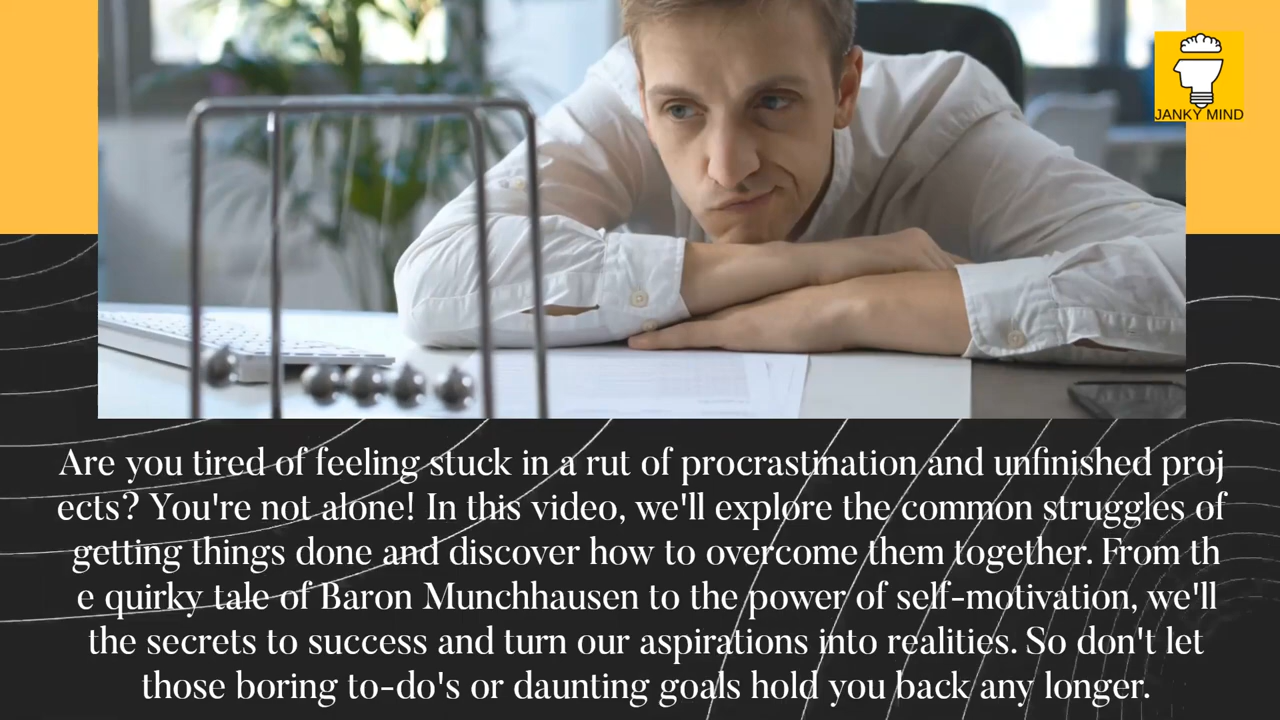 JANKY MIND
Are you tired of feeling stuck in a rut of procrastination and unfinished proj
ects? You're not alone! In this video, we'll explore the common struggles of
getting things done and discover how to overcome them together. From th
e quirky tale of Baron Munchhausen to the power of self-motivation, we'll
the secrets to success and turn our aspirations into realities. So don't let
those boring to-do's or daunting goals hold you back any longer.